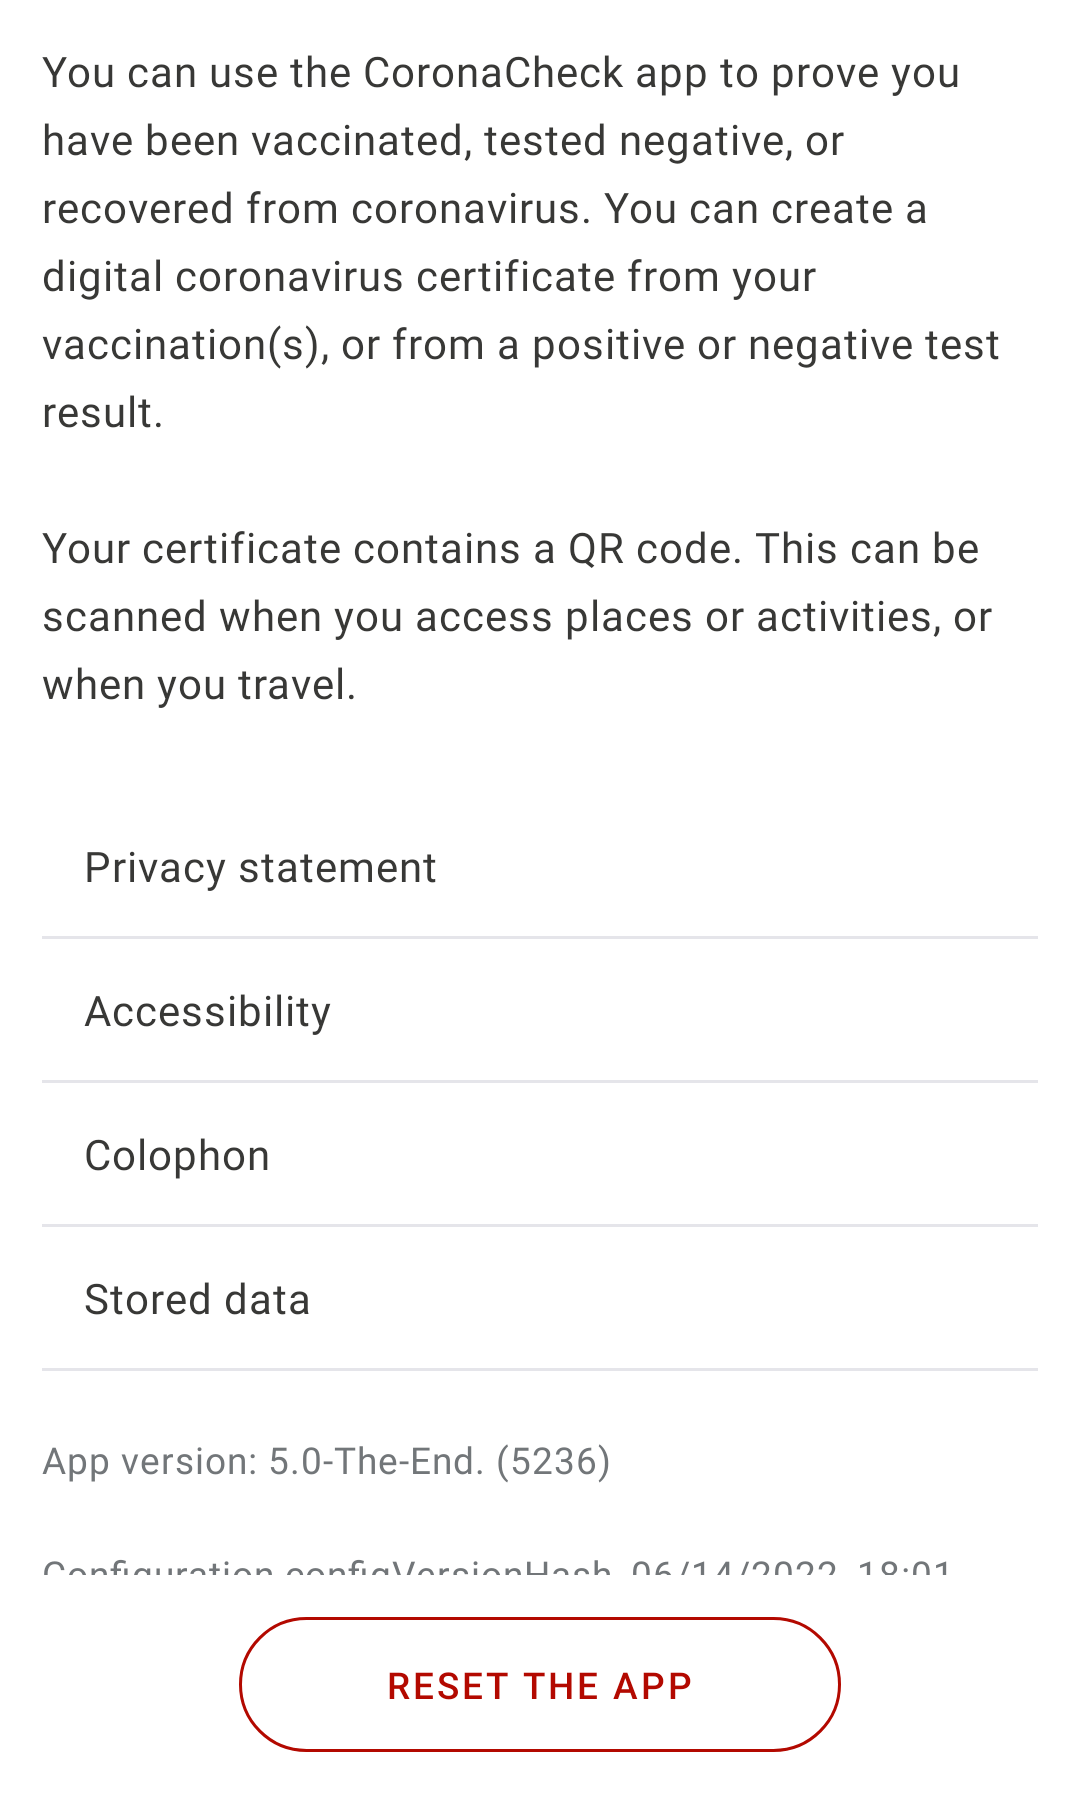 You can use the CoronaCheck app to prove you
have been vaccinated, tested negative, or
recovered from coronavirus. You can create a
digital coronavirus certificate from your
vaccination(s), or from a positive or negative test
result.
Your certificate contains a QR code. This can be
scanned when you access places or activities, or
when you travel.
Privacy statement
Accessibility
Colophon
Stored data
App version: 5.0-The-End. (5236)
Configuration configVersionHash, 06/14/2022, 18:01
RESET THE APP